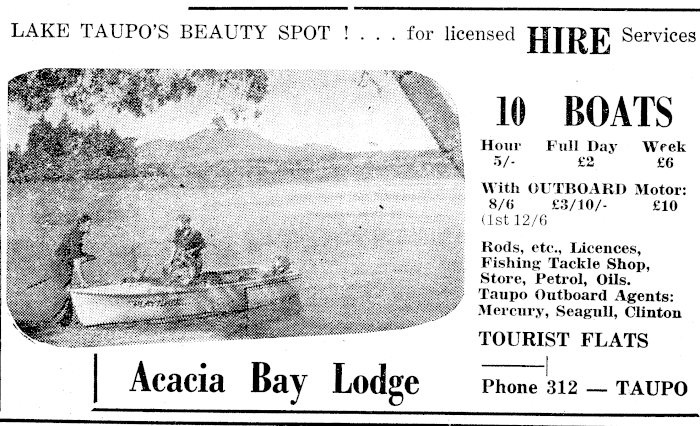 LAKE TAUPO'S BEAUTY SPOT ! . . . for licensed HIRE Services
10 BOATS
Hour Full Day Week
5/- £2 £6
With OUTBOARD Motor:
8/6 £3/10/- £10
(1st 12/6
Rods, etc., Licences,
Fishing Tackle Shop,
Store, Petrol, Oils.
Taupo Outboard Agents:
Mercury, Seagull, Clinton
TOURIST FLATS
Acacia Bay Lodge
Phone 312 — TAUPO